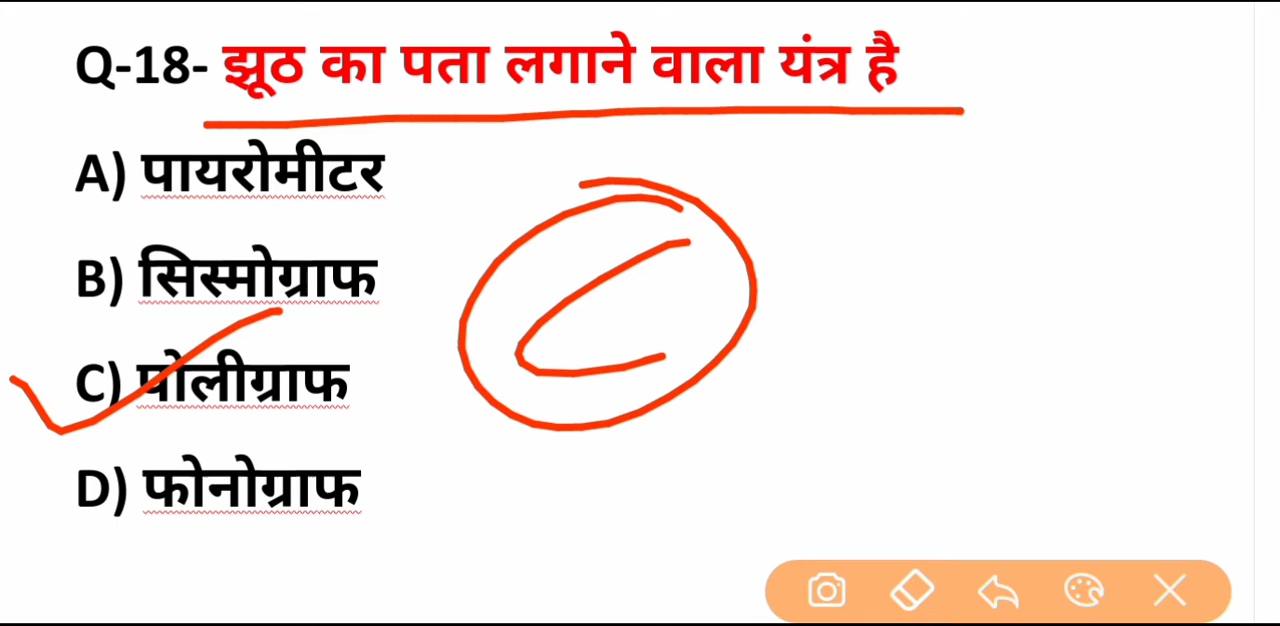 Q-18- झूठ का पता लगाने वाला यंत्र है
A) पायरोमीटर
B) सिस्मोग्राफ
C) पोलीग्राफ
C
D) फोनोग्राफ